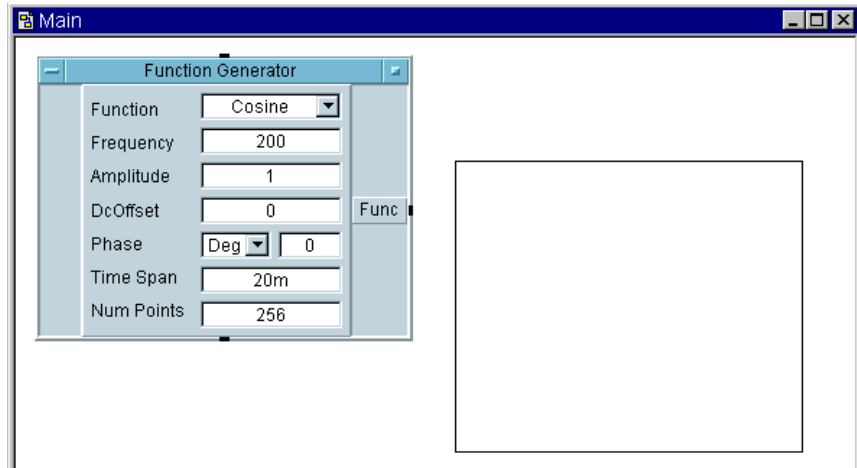 Main
Function Generator
Function Cosine
Frequency 200
Amplitude 1
DcOffset 0 Func
Phase Deg 0
Time Span 20m
Num Points 256